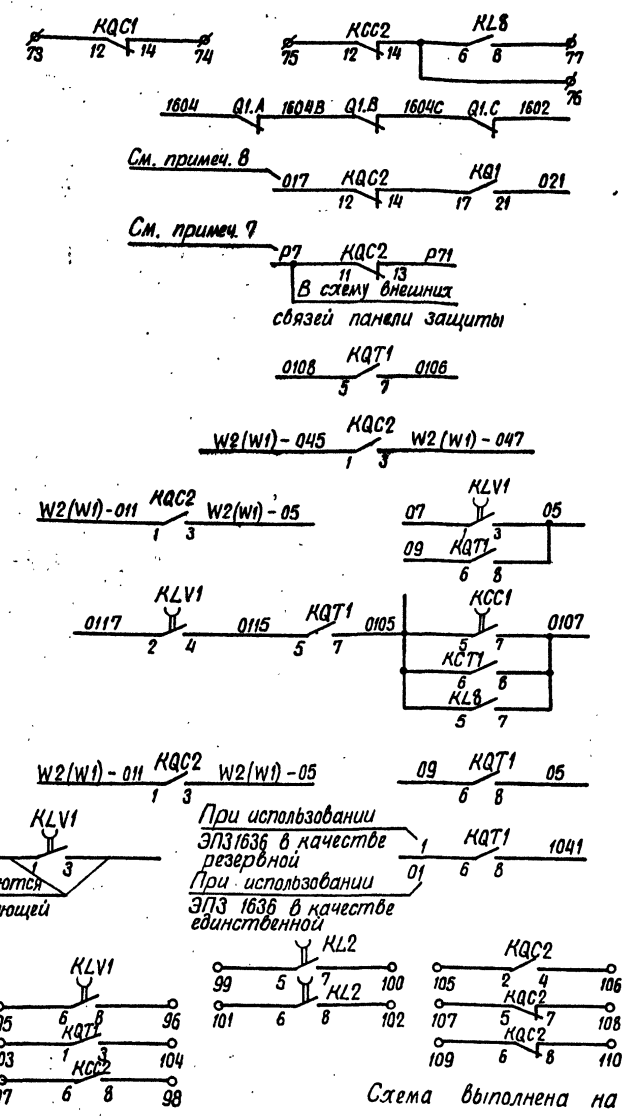 KQC1
73 12 14 74
KCC2 KL8
75 12 14 6 8 77
76
1604 Q1.A 1604B Q1.B 1604C Q1.C 1602
См. примеч. 8
017 KQC2 KQ1 021
12 14 17 21
См. примеч. 7
P7 KQC2 P71
11 13
В схему внешних
связей панели защиты
KQT1
0108 0106
5 7
KQC2
W2(W1)-045 W2(W1)-047
1 3
KQC2
W2(W1)-011 W2(W1)-05
1 3
KLV1
07 05
1 3
09 KQT1
6 8
KLV1 KCC1
0117 0115 KQT1 0105 0107
2 4 5 7 5 7
KCT1
6 8
KL8
5 7
W2(W1)-011 KQC2 W2(W1)-05
1 3
09 KQT1 05
6 8
KLV1
1 3
ются
ющей
При использовании
ЭПЗ1636 в качестве
резервной
1 KQT1 1041
01 6 8
При использовании
ЭПЗ 1636 в качестве
единственной
KLV1
95 6 8 96
KQT1
103 1 3 104
KCC2
97 6 8 98
KL2
99 5 7 100
KL2
101 6 8 102
KQC2
105 2 4 106
KQC2
107 5 7 108
KQC2
109 6 8 110
Схема выполнена на